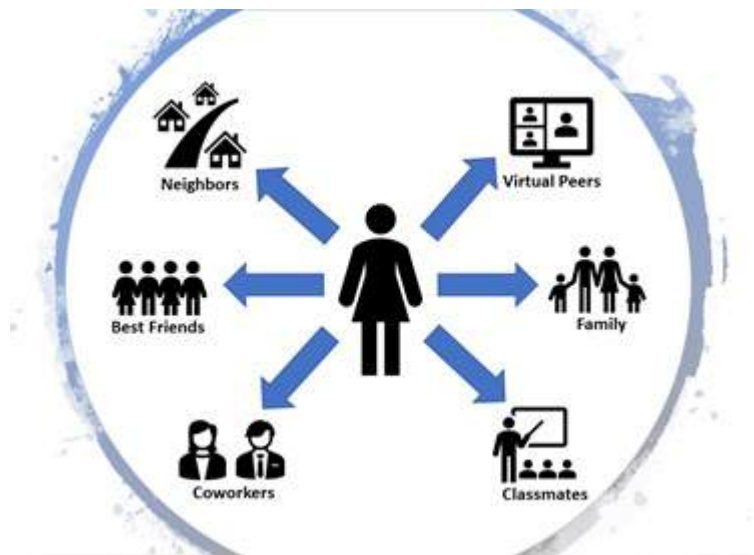 Neighbors
Virtual Peers
Best Friends
Family
Coworkers
Classmates